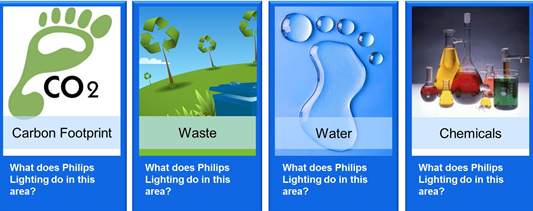 CO2
Carbon Footprint
What does Philips
Lighting do in this
area?
Waste
What does Philips
Lighting do in this
area?
Water
What does Philips
Lighting do in this
area?
Chemicals
What does Philips
Lighting do in this
area?